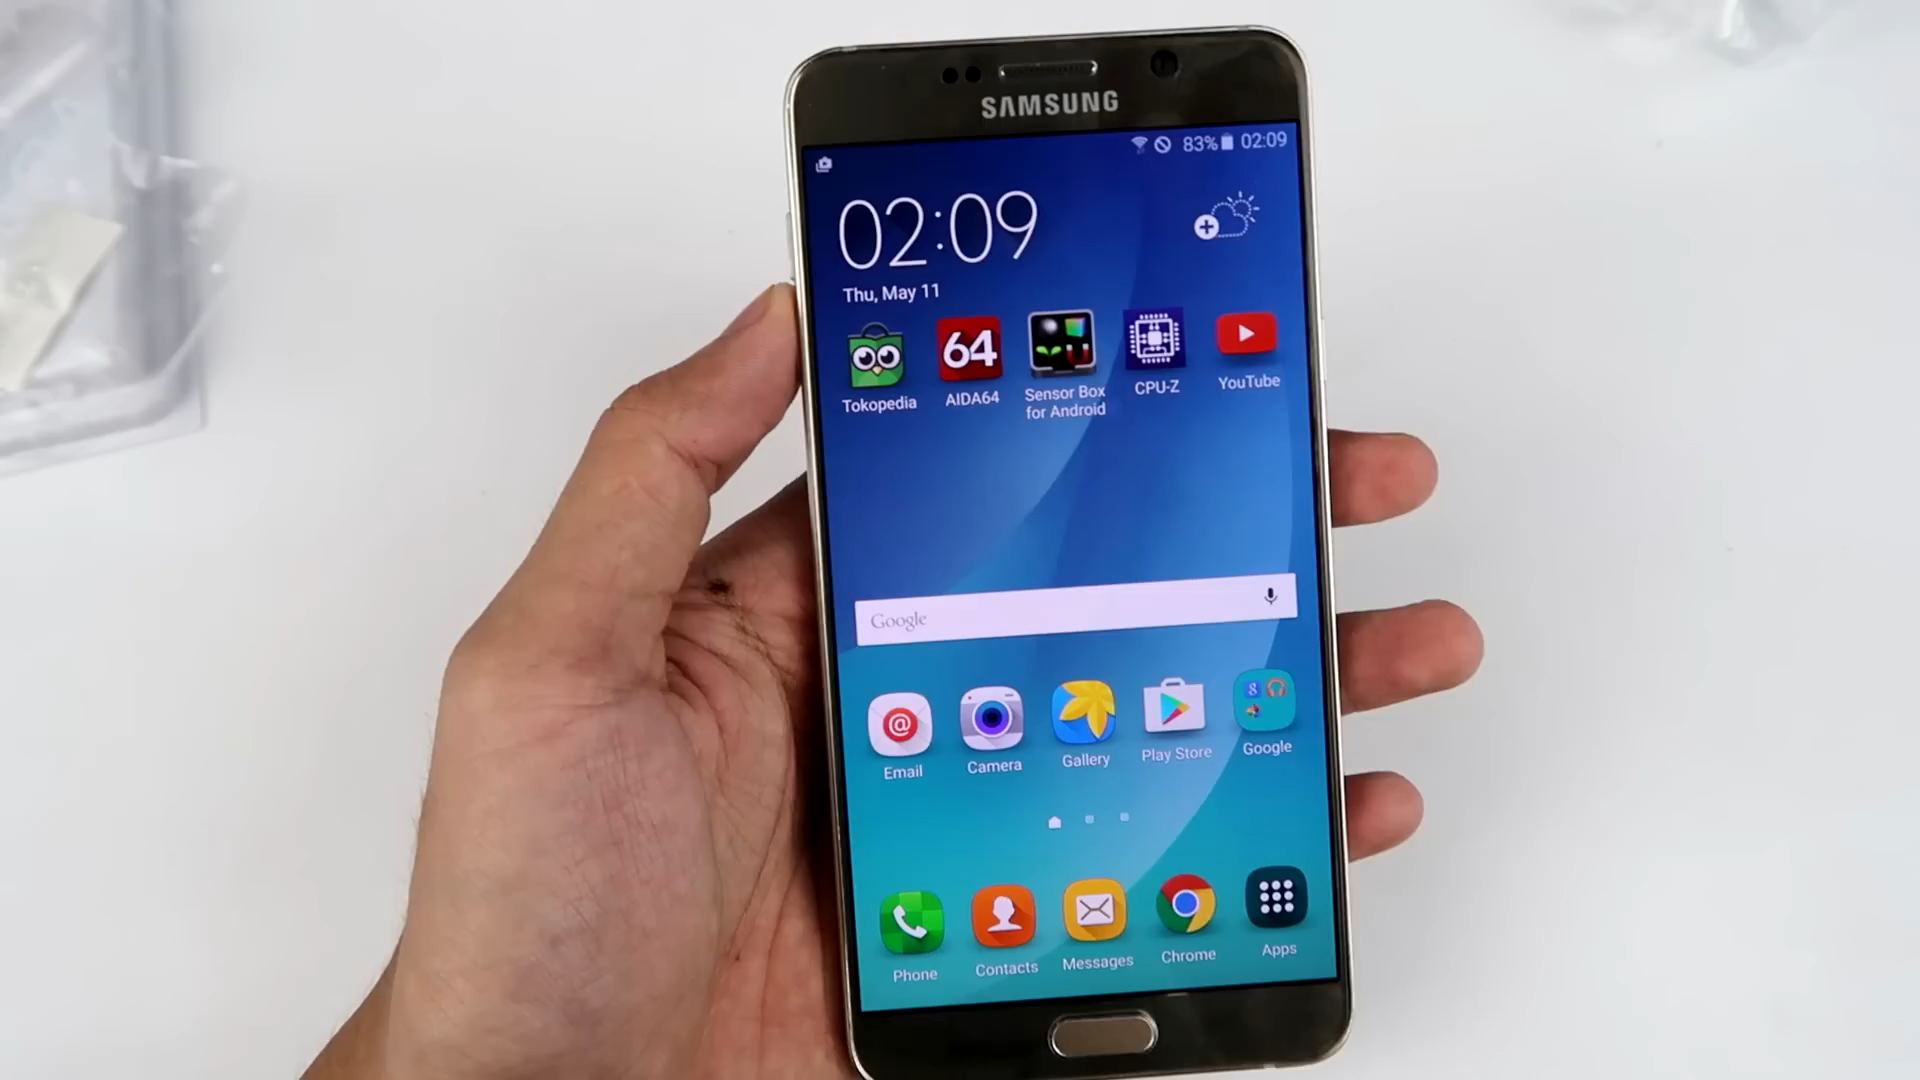 SAMSUNG
83% 02:09
02:09
Thu, May 11
64
Tokopedia
AIDA64
Sensor Box
for Android
CPU-Z
YouTube
Google
@
8
Email
Camera
Gallery
Play Store
Google
Phone
Contacts
Messages
Chrome
Apps